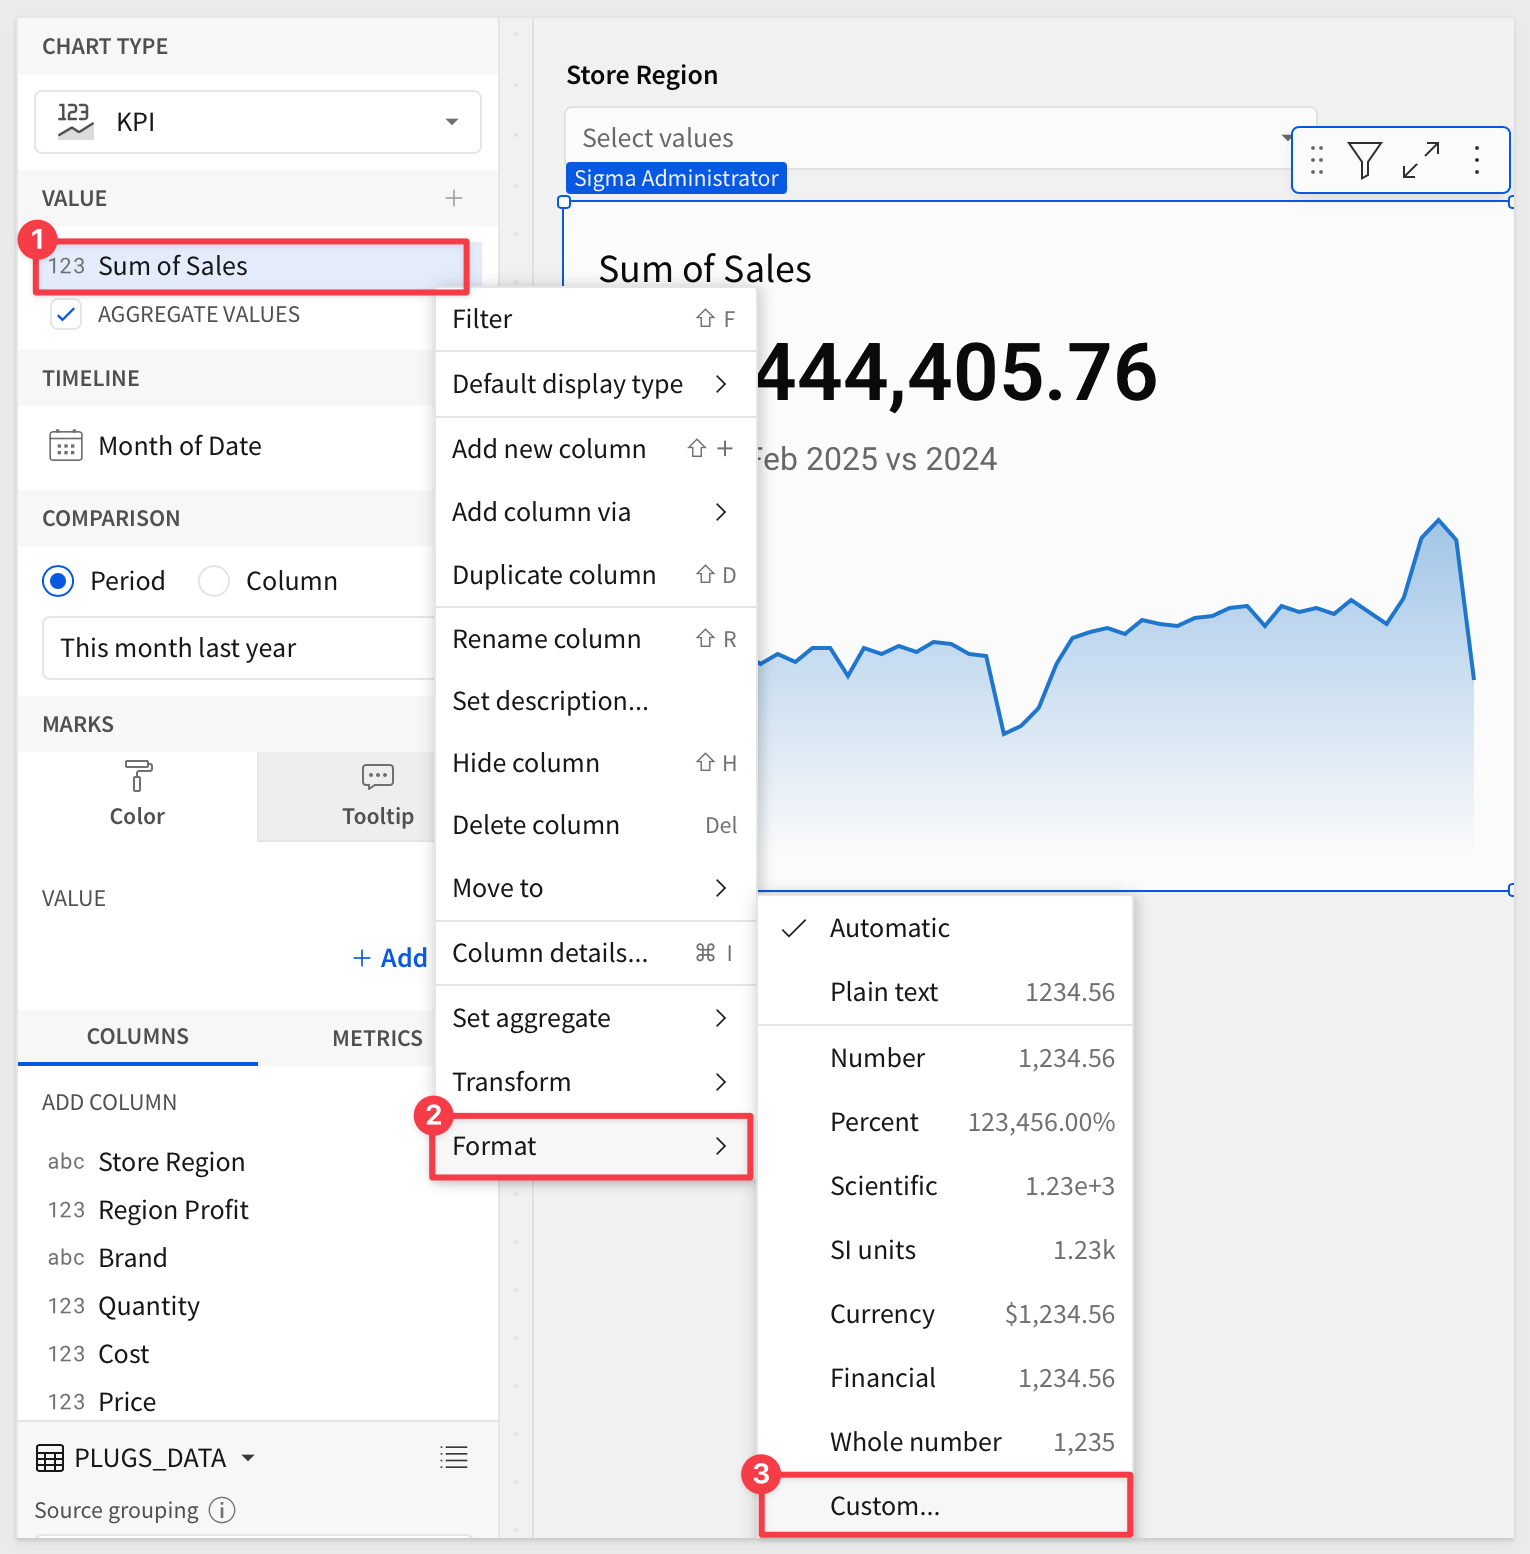 CHART TYPE
123 KPI
VALUE
1
123 Sum of Sales
AGGREGATE VALUES
TIMELINE
Month of Date
COMPARISON
Period Column
This month last year
MARKS
Color Tooltip
VALUE
+ Add
COLUMNS METRICS
ADD COLUMN
abc Store Region
123 Region Profit
abc Brand
123 Quantity
123 Cost
123 Price
PLUGS_DATA
Source grouping
Store Region
Select values
Sigma Administrator
Sum of Sales
444,405.76
Feb 2025 vs 2024
Filter ⇧ F
Default display type
Add new column ⇧ +
Add column via
Duplicate column ⇧ D
Rename column ⇧ R
Set description...
Hide column ⇧ H
Delete column Del
Move to
Column details... ⌘ I
Set aggregate
Transform
2
Format
Automatic
Plain text 1234.56
Number 1,234.56
Percent 123,456.00%
Scientific 1.23e+3
SI units 1.23k
Currency $1,234.56
Financial 1,234.56
Whole number 1,235
3
Custom...